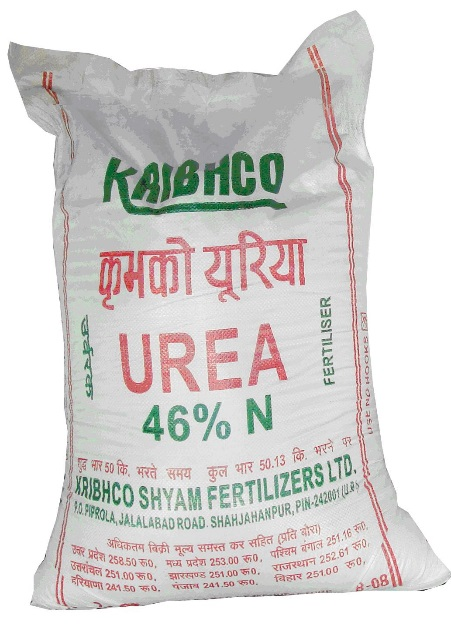 KRIBHCO
कृभको यूरिया
उर्वरक
UREA
FERTILISER
46% N
USE NO HOOKS
शुद्ध भार 50 कि. भरते समय कुल भार 50.13 कि. भरने पर
KRIBHCO SHYAM FERTILIZERS LTD.
P.O. PIPROLA, JALALABAD ROAD. SHAHJAHANPUR, PIN-242001 (U.P.)
अधिकतम बिक्री मूल्य समस्त कर सहित (प्रति बोरा)
उत्तर प्रदेश 258.50 रू0, मध्य प्रदेश 253.00 रू0, पश्चिम बंगाल 251.16 रू0,
उत्तरांचल 251.00 रू0, झारखण्ड 251.00 रू0, राजस्थान 252.61 रू0,
हरियाणा 241.50 रू0, पंजाब 241.50 रू0, बिहार 251.00 रू0,
B-08